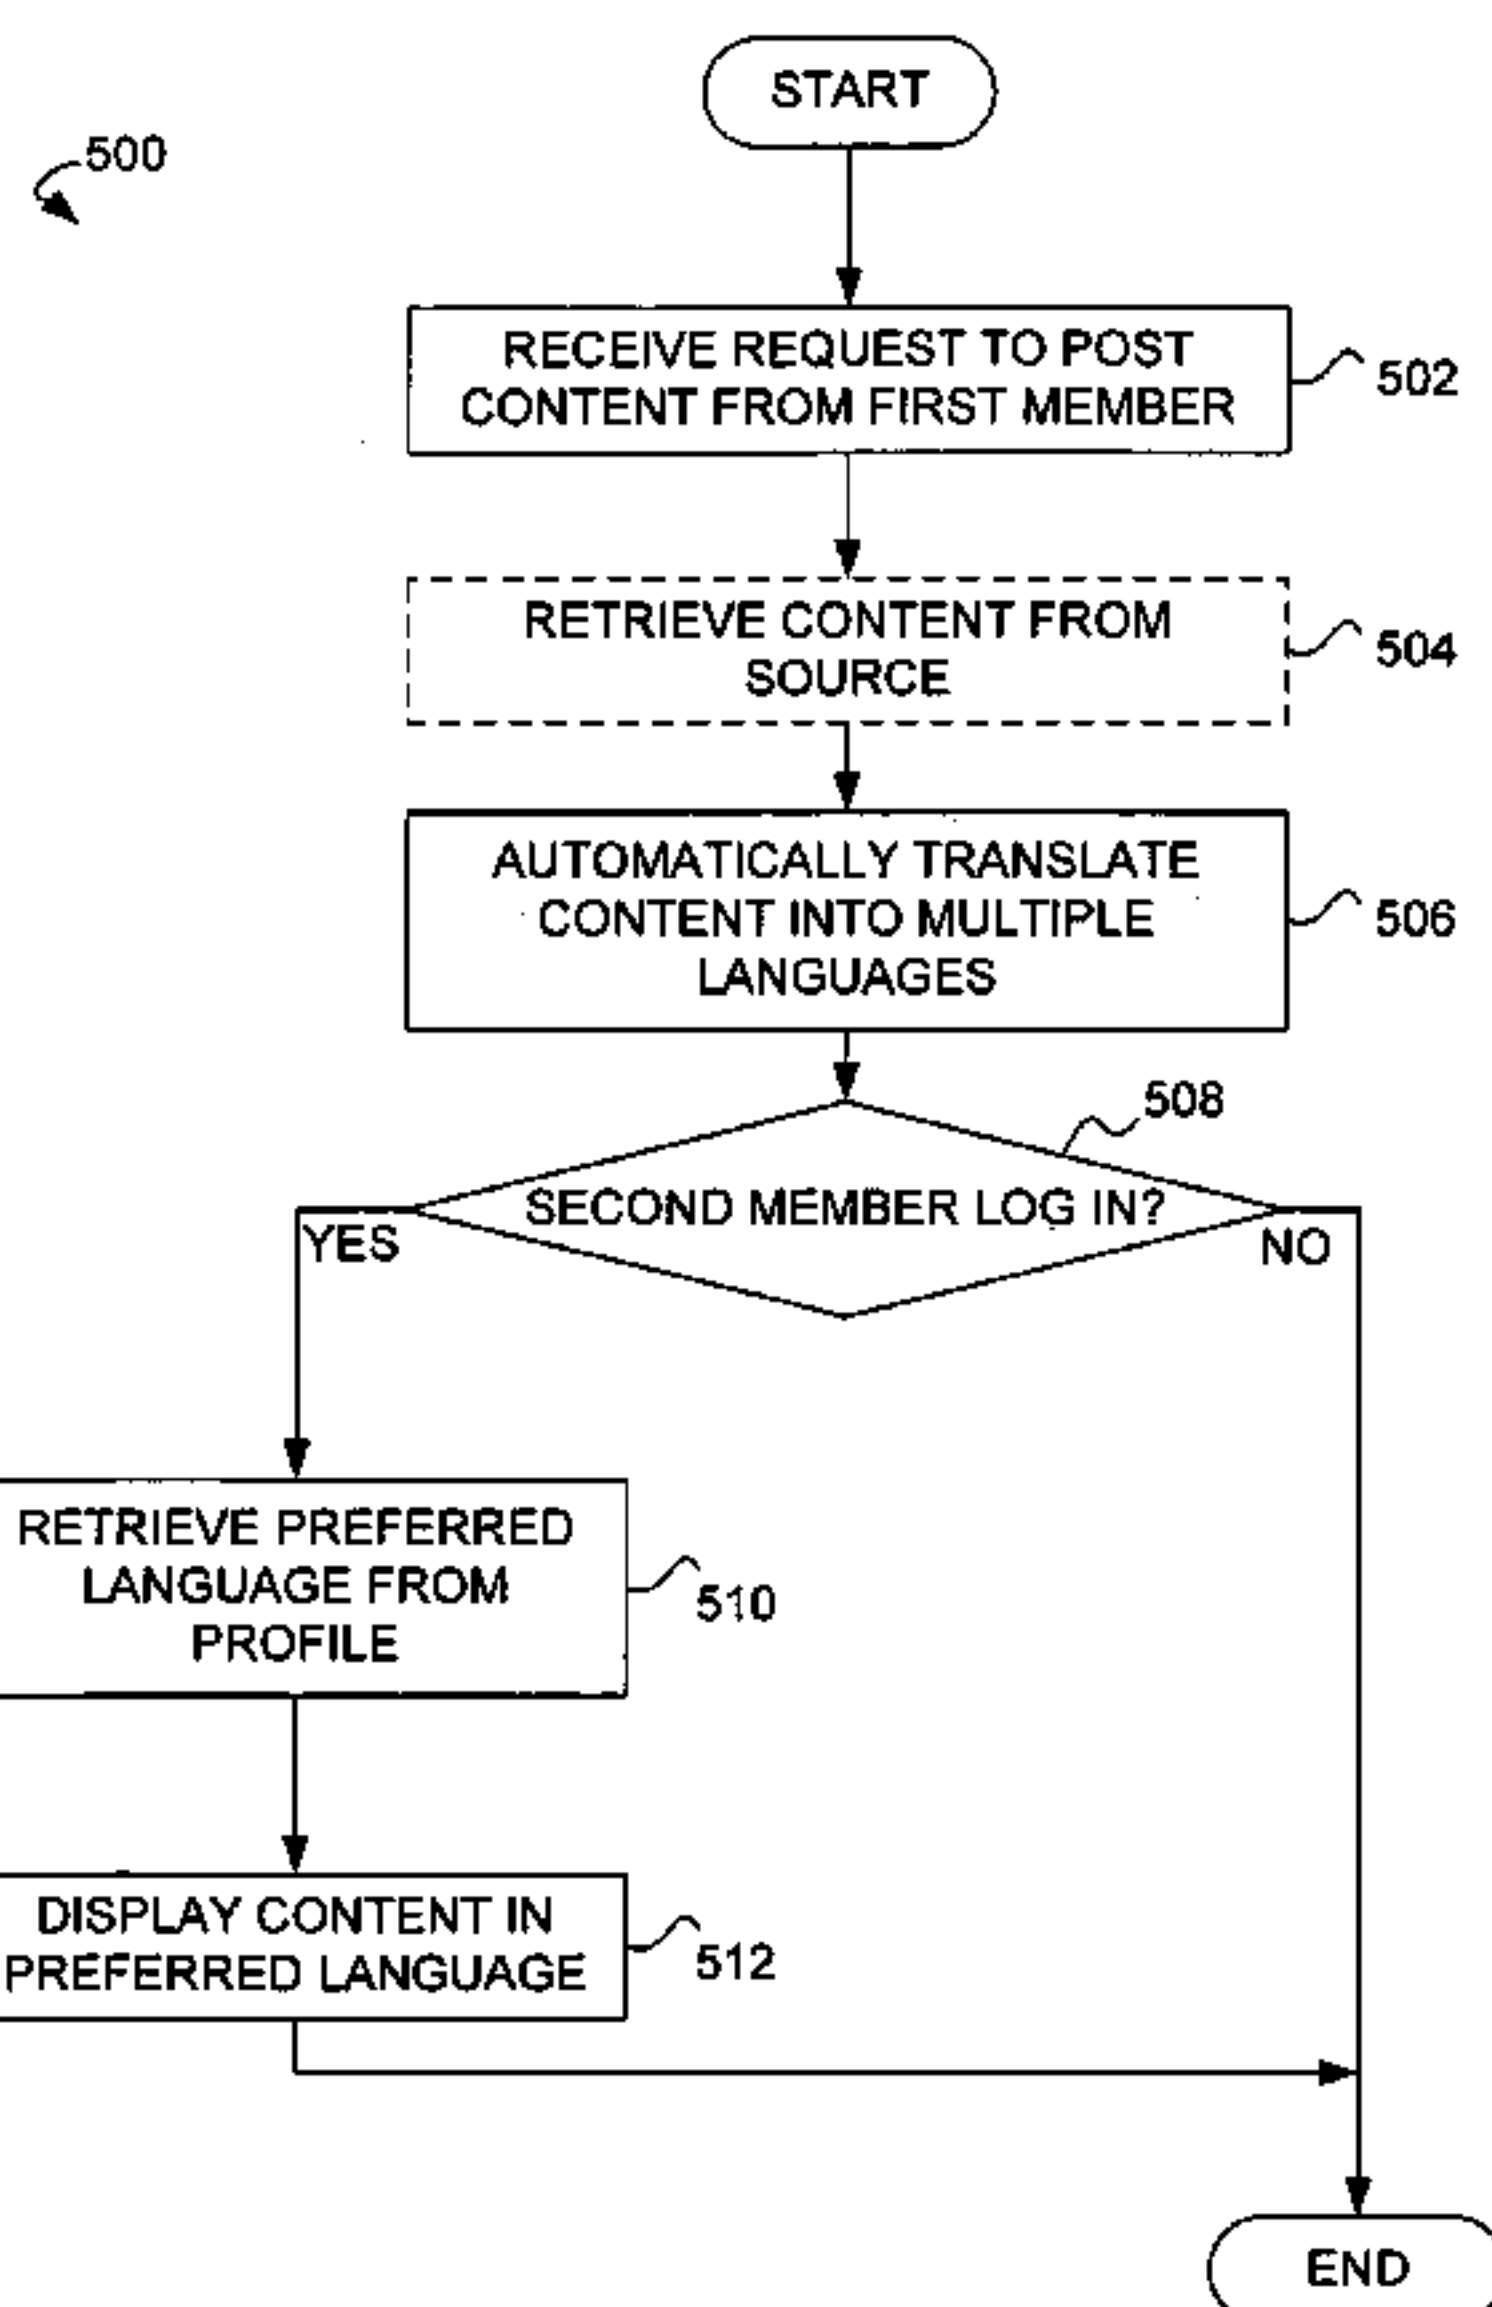 START
500
RECEIVE REQUEST TO POST
CONTENT FROM FIRST MEMBER
502
RETRIEVE CONTENT FROM
SOURCE
504
AUTOMATICALLY TRANSLATE
CONTENT INTO MULTIPLE
LANGUAGES
506
508
SECOND MEMBER LOG IN?
YES
NO
RETRIEVE PREFERRED
LANGUAGE FROM
PROFILE
510
DISPLAY CONTENT IN
PREFERRED LANGUAGE
512
END